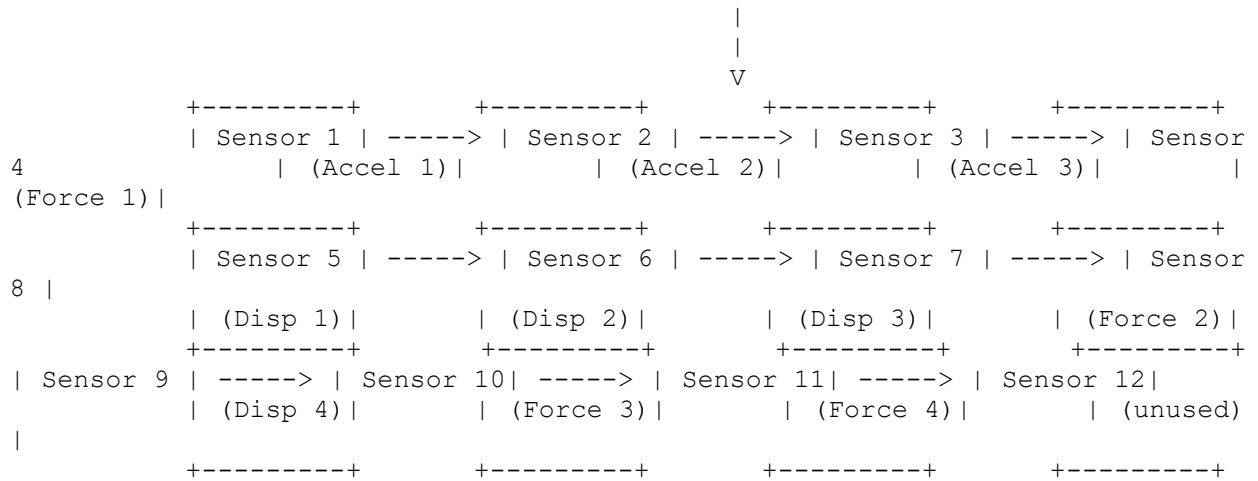 |
|
V
+---------+ +---------+ +---------+ +---------+
| Sensor 1 | -----> | Sensor 2 | -----> | Sensor 3 | -----> | Sensor
4 | (Accel 1)| | (Accel 2)| | (Accel 3)| |
(Force 1)|
+---------+ +---------+ +---------+ +---------+
| Sensor 5 | -----> | Sensor 6 | -----> | Sensor 7 | -----> | Sensor
8 |
| (Disp 1)| | (Disp 2)| | (Disp 3)| | (Force 2)|
+---------+ +---------+ +---------+ +---------+
| Sensor 9 | -----> | Sensor 10| -----> | Sensor 11| -----> | Sensor 12|
| (Disp 4)| | (Force 3)| | (Force 4)| | (unused)
|
+---------+ +---------+ +---------+ +---------+